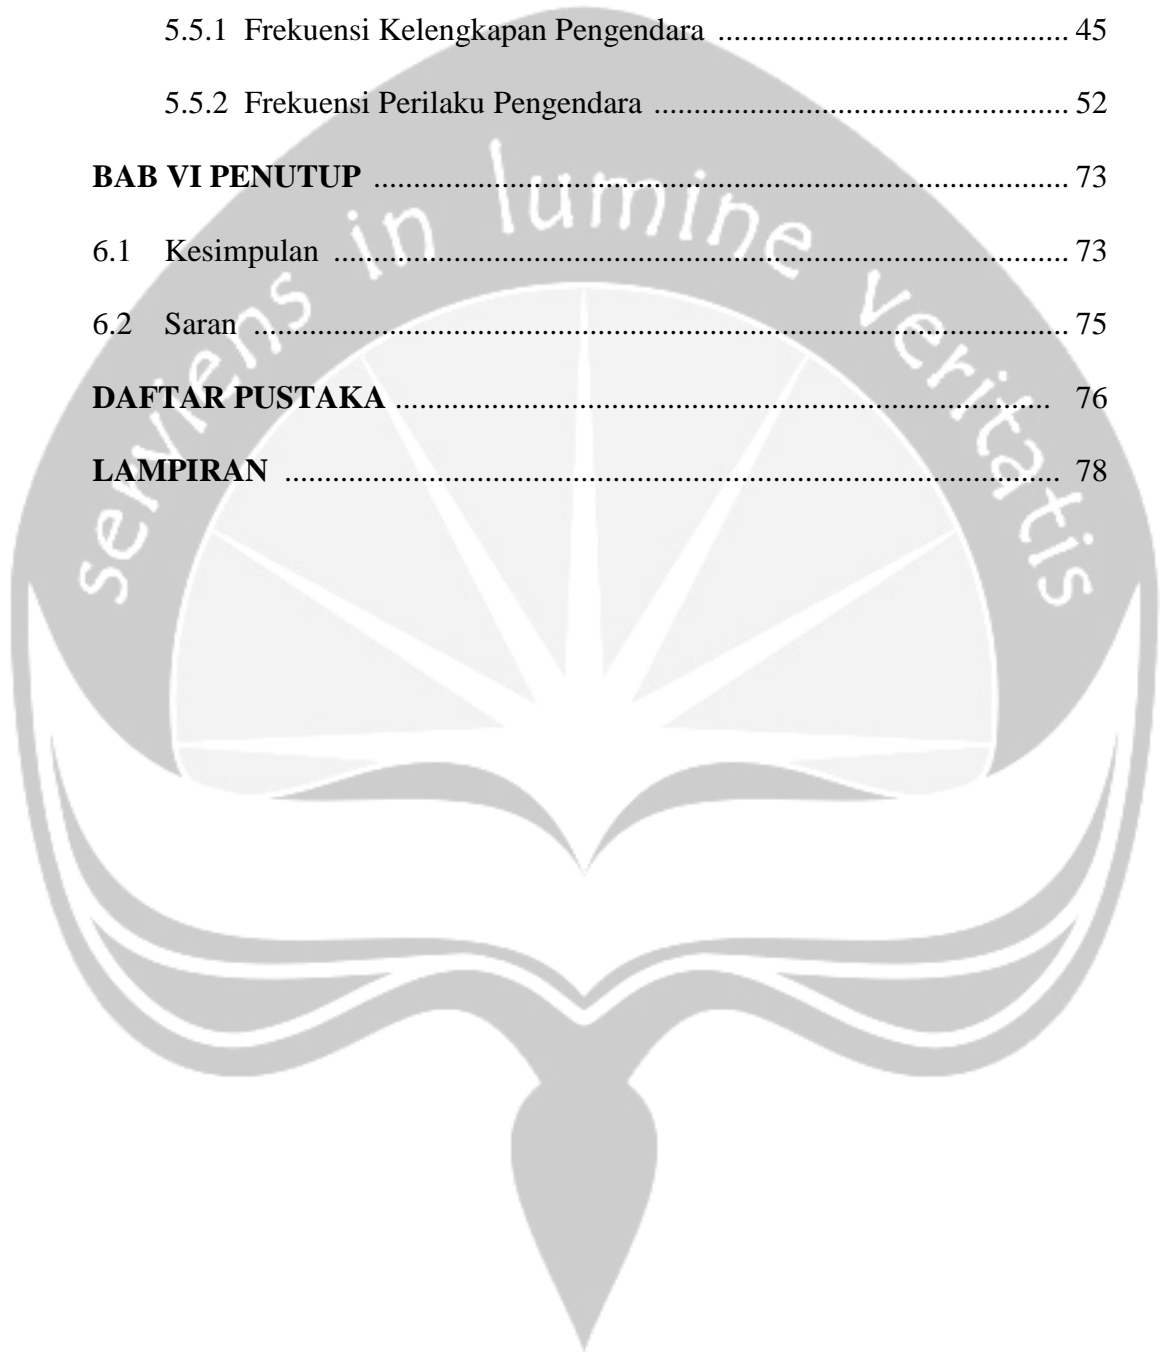 5.5.1 Frekuensi Kelengkapan Pengendara ............................................ 45
5.5.2 Frekuensi Perilaku Pengendara .................................................... 52
BAB VI PENUTUP ....................................................................................... 73
6.1 Kesimpulan ............................................................................................ 73
6.2 Saran ...................................................................................................... 75
DAFTAR PUSTAKA .................................................................................. 76
LAMPIRAN ................................................................................................. 78
serviens in lumine veritatis